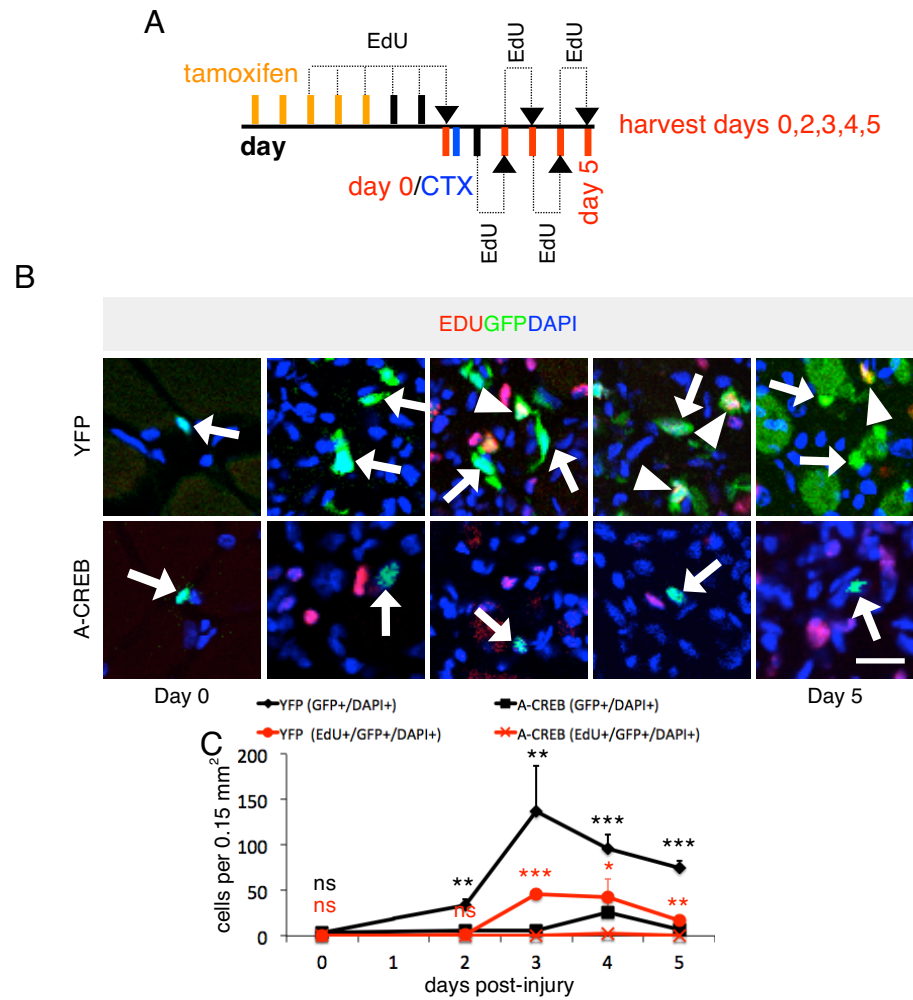 A
EdU
EdU
EdU
tamoxifen
harvest days 0,2,3,4,5
day
day 0/CTX
day 5
EdU
EdU
B
EDUGFPDAPI
YFP
A-CREB
Day 0
Day 5
YFP (GFP+/DAPI+)
A-CREB (GFP+/DAPI+)
YFP (EdU+/GFP+/DAPI+)
A-CREB (EdU+/GFP+/DAPI+)
C
cells per 0.15 mm²
200
150
100
50
0
ns
ns
**
ns
**
***
***
*
***
**
0 1 2 3 4 5
days post-injury